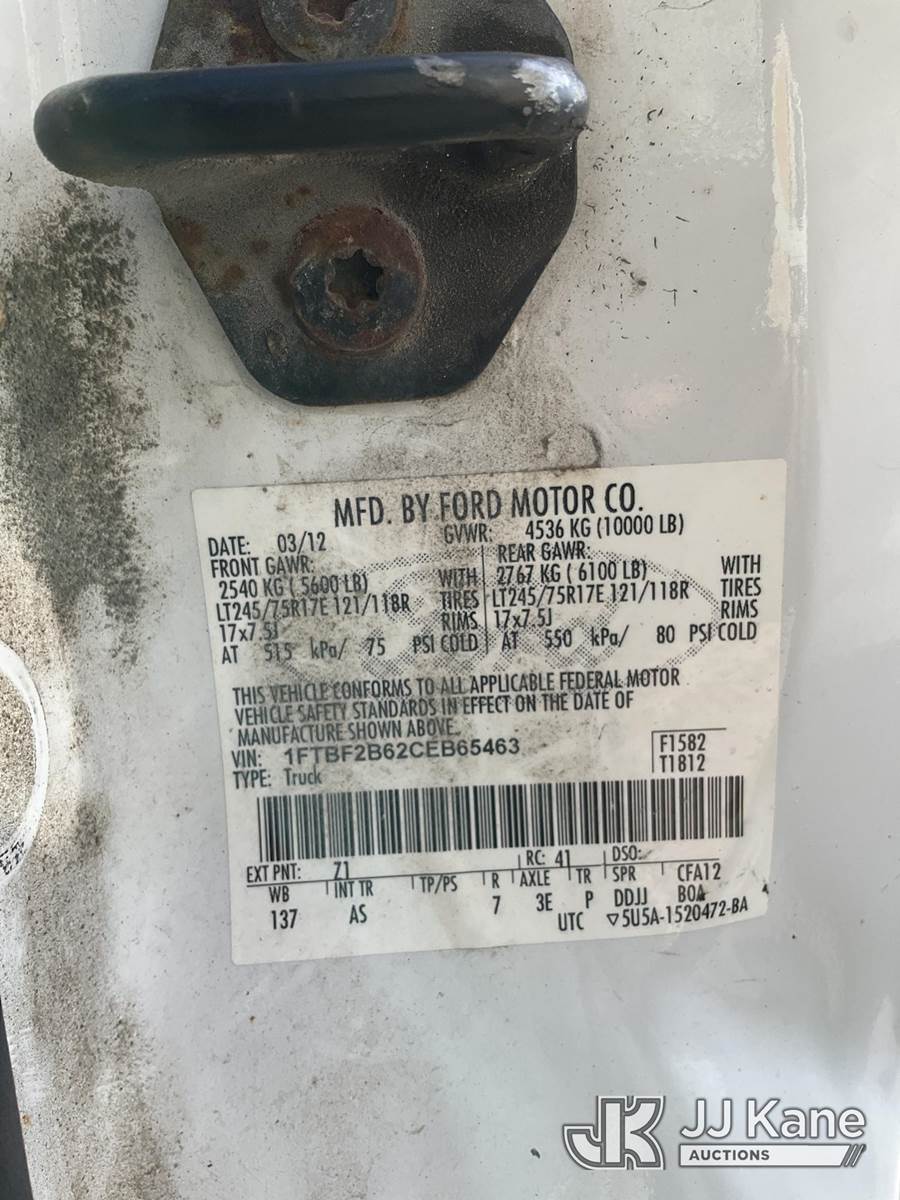 MFD. BY FORD MOTOR CO.
DATE: 03/12 GVWR: 4536 KG (10000 LB)
FRONT GAWR: REAR GAWR:
2540 KG ( 5600 LB) WITH 2767 KG ( 6100 LB) WITH
LT245/75R17E 121/118R TIRES LT245/75R17E 121/118R TIRES
17x7.5J RIMS 17x7.5J RIMS
AT 515 kPa/ 75 PSI COLD AT 550 kPa/ 80 PSI COLD
THIS VEHICLE CONFORMS TO ALL APPLICABLE FEDERAL MOTOR
VEHICLE SAFETY STANDARDS IN EFFECT ON THE DATE OF
MANUFACTURE SHOWN ABOVE.
VIN: 1FTBF2B62CEB65463 F1582
TYPE: Truck T1812
EXT PNT: Z1 RC: 41 DSO:
WB INT TR TP/PS R AXLE TR SPR CFA12
137 AS 7 3E P DDJJ BOA
UTC ▽5U5A-1520472-BA
JK JJ Kane
AUCTIONS